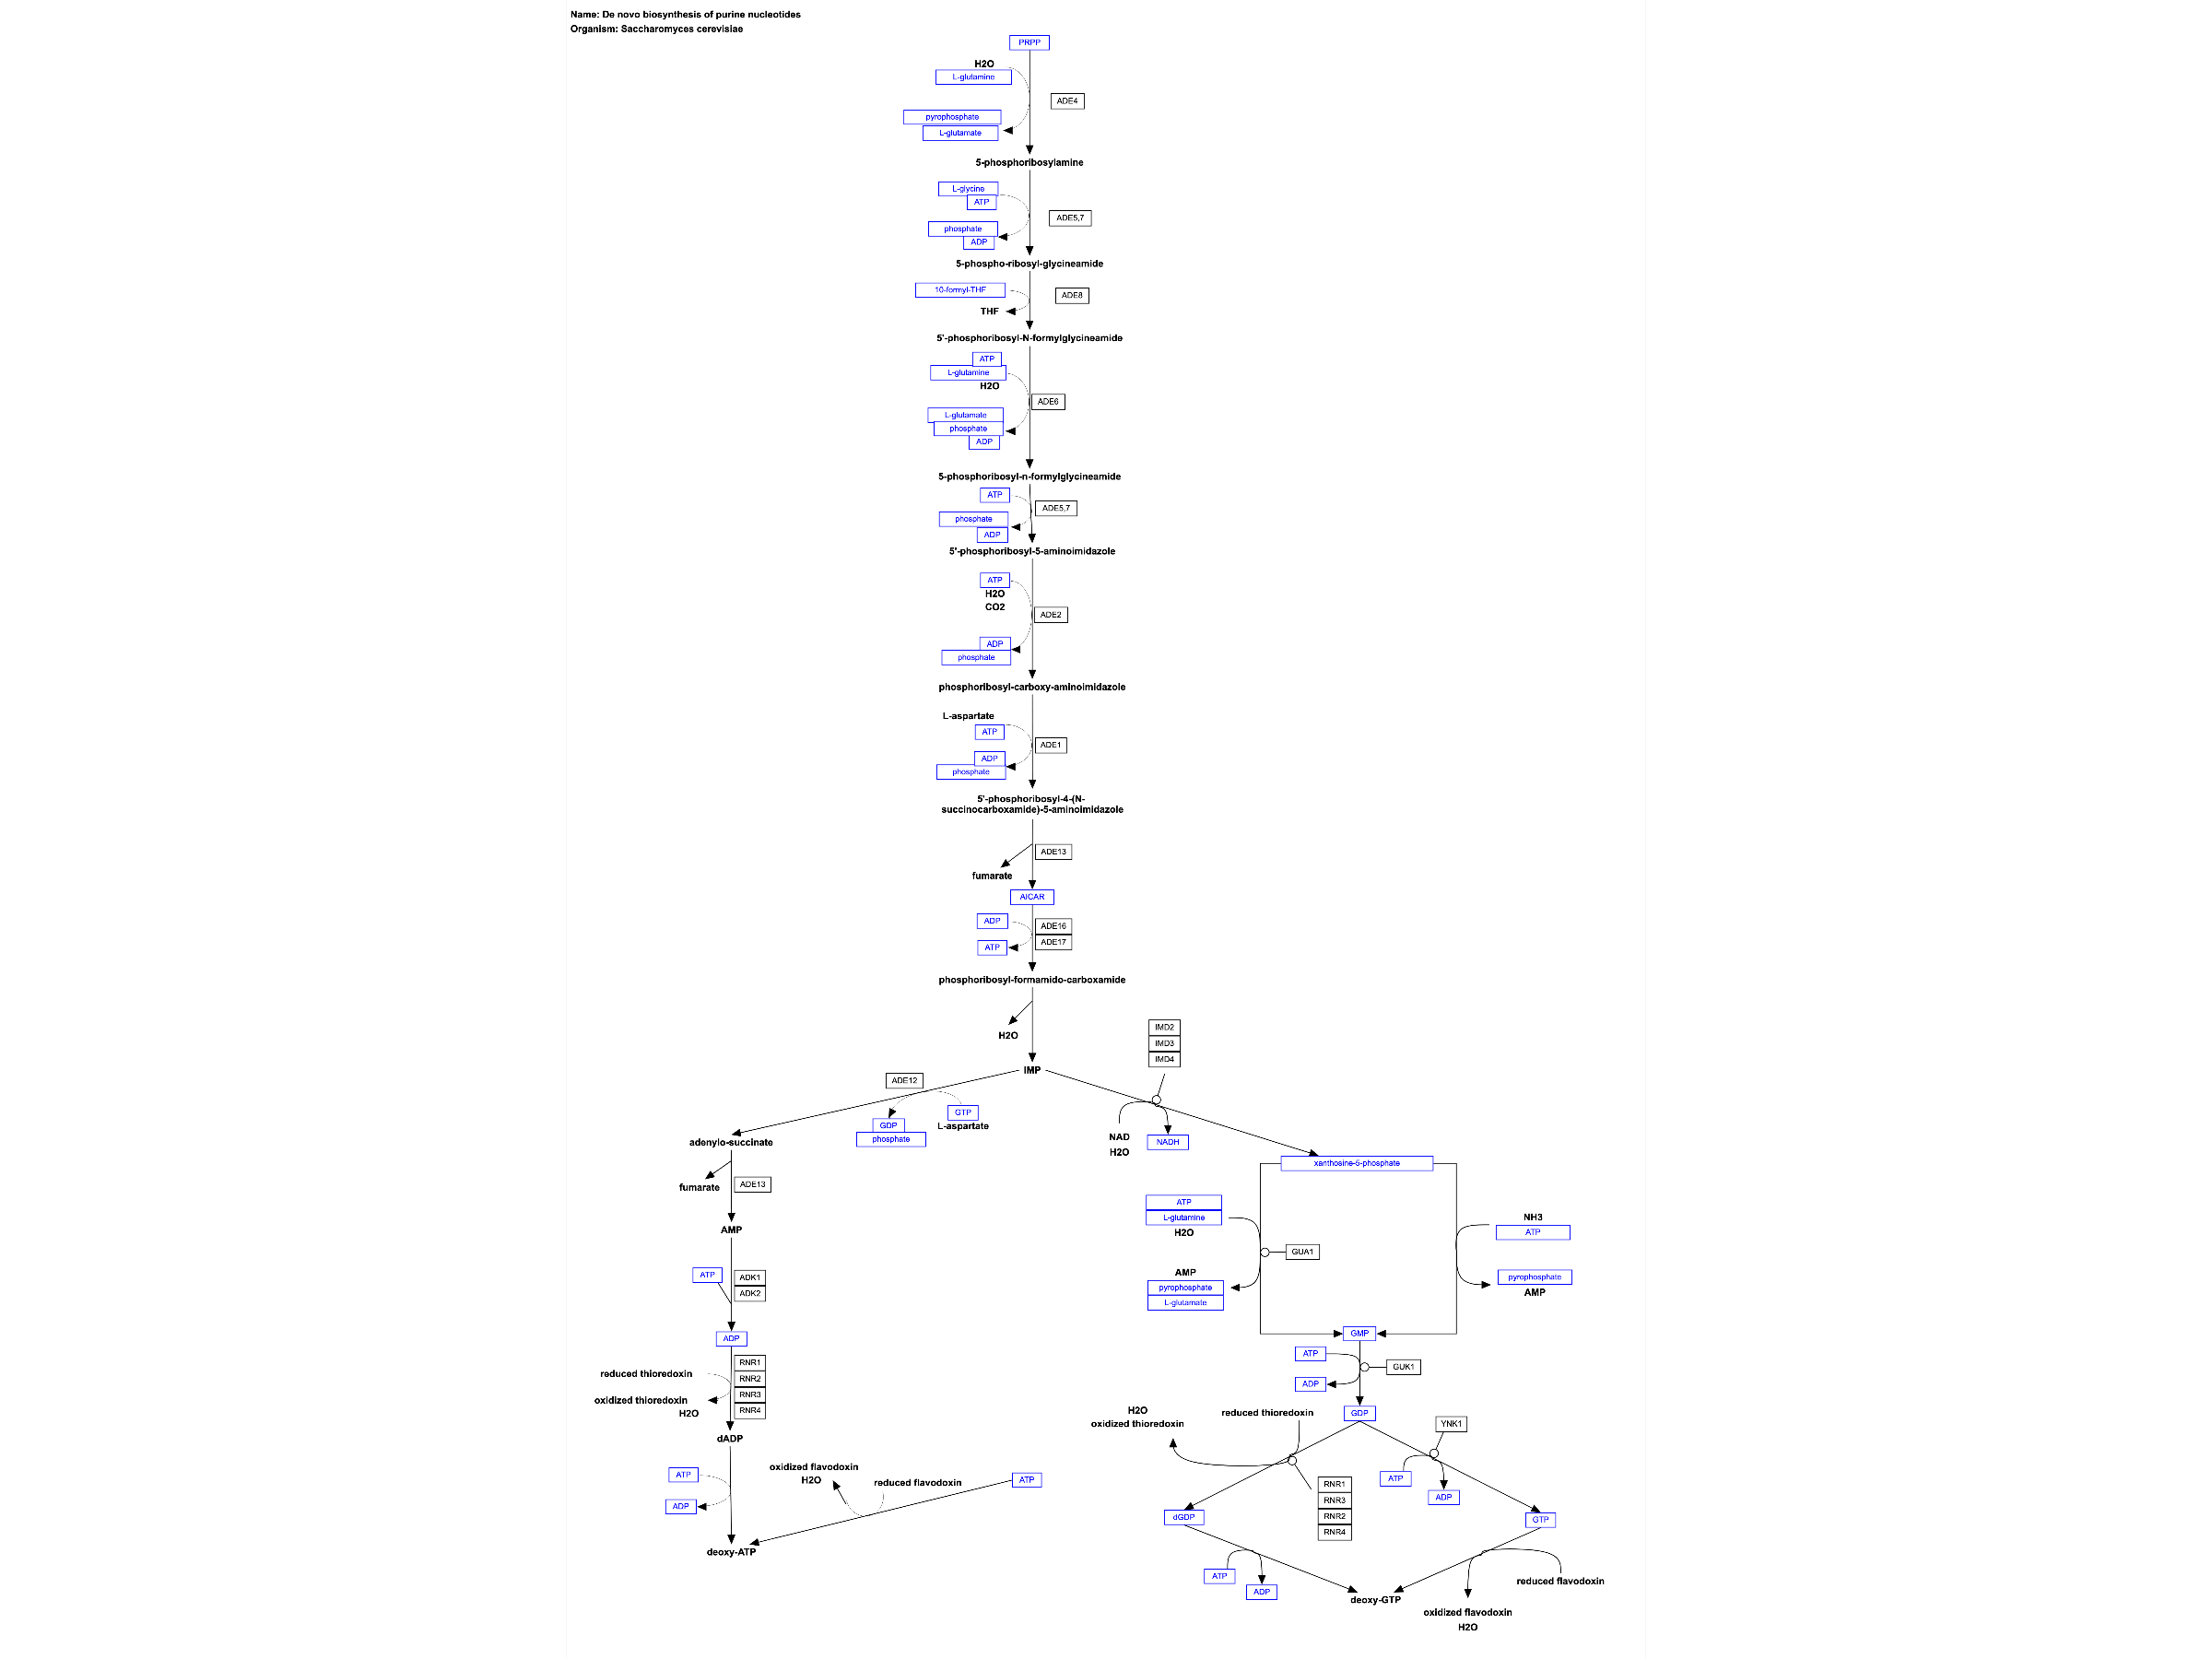 Name: De novo biosynthesis of purine nucleotides
Organism: Saccharomyces cerevisiae
PRPP
H2O
L-glutamine
ADE4
pyrophosphate
L-glutamate
5-phosphoribosylamine
L-glycine
ATP
ADE5,7
phosphate
ADP
5-phospho-ribosyl-glycineamide
10-formyl-THF
ADE8
THF
5'-phosphoribosyl-N-formylglycineamide
ATP
L-glutamine
H2O
ADE6
L-glutamate
phosphate
ADP
5-phosphoribosyl-n-formylglycineamide
ATP
ADE5,7
phosphate
ADP
5'-phosphoribosyl-5-aminoimidazole
ATP
H2O
CO2
ADE2
ADP
phosphate
phosphoribosyl-carboxy-aminoimidazole
L-aspartate
ATP
ADE1
ADP
phosphate
5'-phosphoribosyl-4-(N-
succinocarboxamide)-5-aminoimidazole
ADE13
fumarate
AICAR
ADP
ADE16
ADE17
ATP
phosphoribosyl-formamido-carboxamide
H2O
IMP
IMD2
IMD3
IMD4
ADE12
GTP
L-aspartate
GDP
phosphate
NAD
H2O
NADH
adenylo-succinate
fumarate
ADE13
AMP
ATP
ADK1
ADK2
ADP
reduced thioredoxin
RNR1
RNR2
RNR3
RNR4
oxidized thioredoxin
H2O
dADP
ATP
ADP
oxidized flavodoxin
H2O
reduced flavodoxin
ATP
deoxy-ATP
xanthosine-5-phosphate
ATP
L-glutamine
H2O
GUA1
AMP
pyrophosphate
L-glutamate
NH3
ATP
pyrophosphate
AMP
GMP
ATP
GUK1
ADP
GDP
H2O
oxidized thioredoxin
reduced thioredoxin
YNK1
ATP
ADP
RNR1
RNR3
RNR2
RNR4
dGDP
GTP
ATP
ADP
reduced flavodoxin
deoxy-GTP
oxidized flavodoxin
H2O